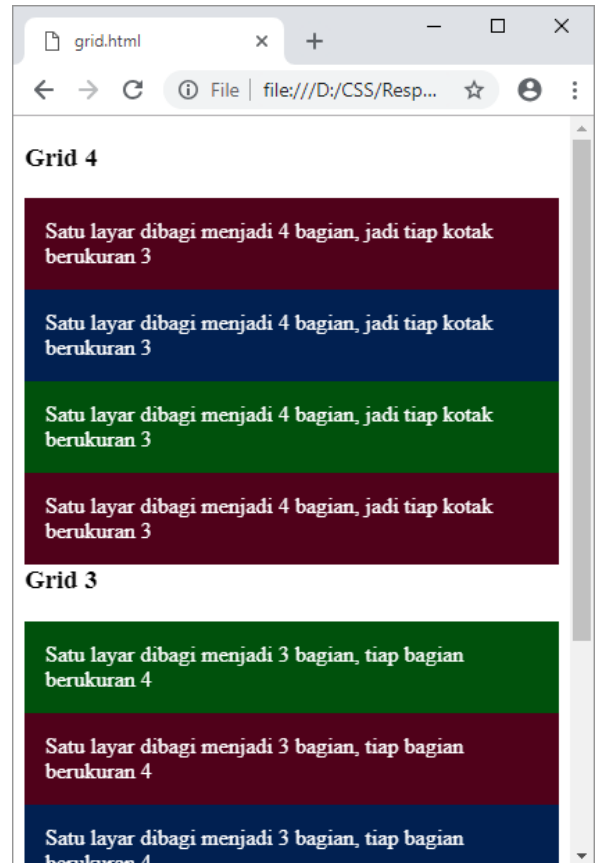 grid.html
File file:///D:/CSS/Resp...
Grid 4
Satu layar dibagi menjadi 4 bagian, jadi tiap kotak
berukuran 3
Satu layar dibagi menjadi 4 bagian, jadi tiap kotak
berukuran 3
Satu layar dibagi menjadi 4 bagian, jadi tiap kotak
berukuran 3
Satu layar dibagi menjadi 4 bagian, jadi tiap kotak
berukuran 3
Grid 3
Satu layar dibagi menjadi 3 bagian, tiap bagian
berukuran 4
Satu layar dibagi menjadi 3 bagian, tiap bagian
berukuran 4
Satu layar dibagi menjadi 3 bagian, tiap bagian
berukuran 4